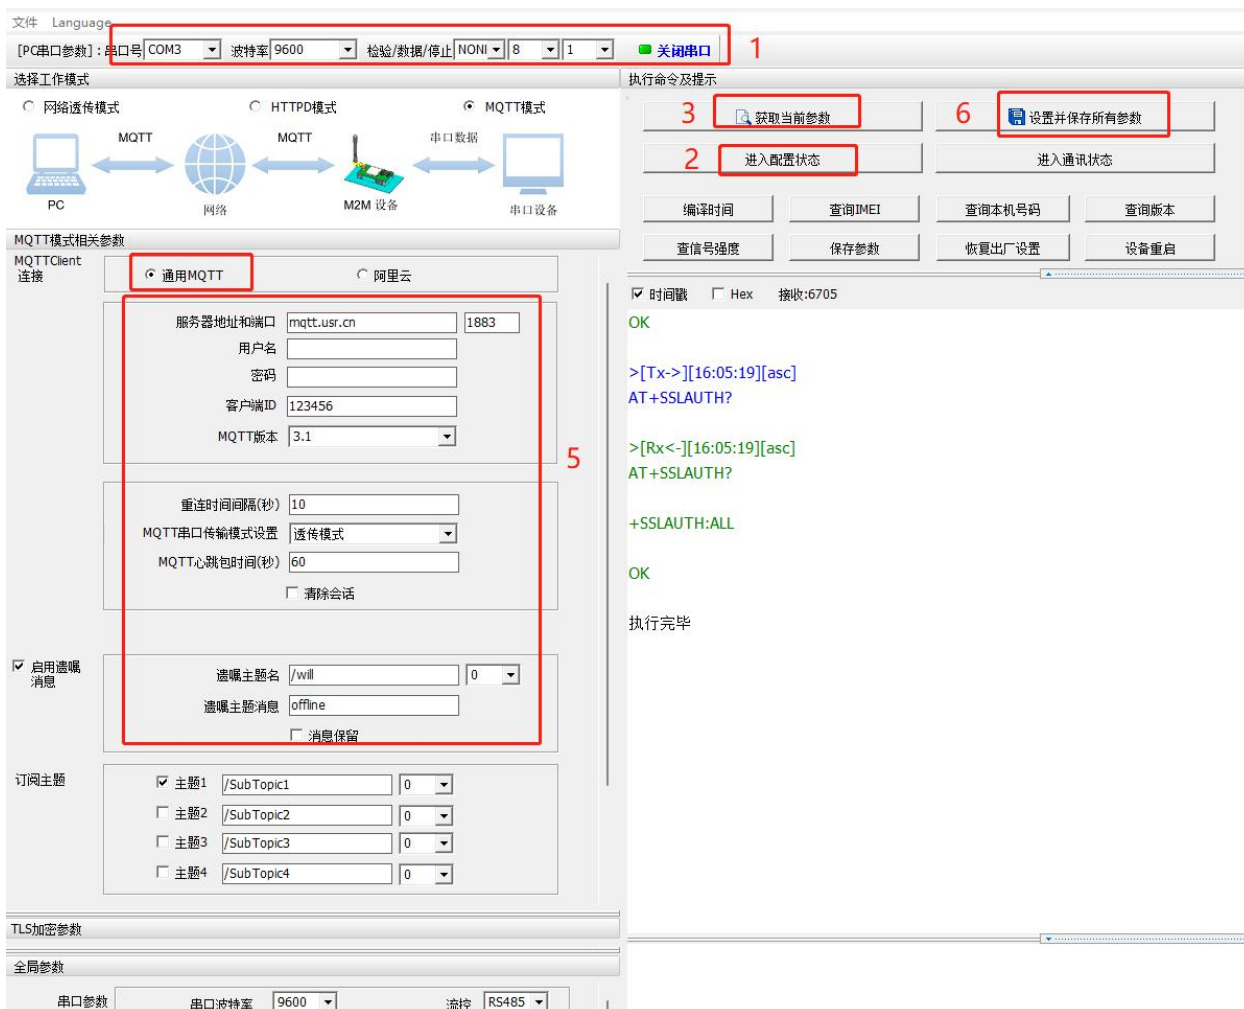 文件 Language
[PC串口参数]：串口号 COM3 波特率 9600 检验/数据/停止 NONI 8 1 关闭串口 1
选择工作模式
网络透传模式 HTTPD模式 MQTT模式
MQTT MQTT 串口数据
PC 网络 M2M 设备 串口设备
MQTT模式相关参数
MQTTClient
连接
通用MQTT 阿里云
服务器地址和端口 mqtt.usr.cn 1883
用户名
密码
客户端ID 123456
MQTT版本 3.1
5
重连时间间隔(秒) 10
MQTT串口传输模式设置 透传模式
MQTT心跳包时间(秒) 60
清除会话
启用遗嘱
消息
遗嘱主题名 /will 0
遗嘱主题消息 offline
消息保留
订阅主题
主题1 /SubTopic1 0
主题2 /SubTopic2 0
主题3 /SubTopic3 0
主题4 /SubTopic4 0
TLS加密参数
全局参数
串口参数 串口波特率 9600 流控 RS485
执行命令及提示
3 获取当前参数 6 设置并保存所有参数
2 进入配置状态 进入通讯状态
编译时间 查询IMEI 查询本机号码 查询版本
查信号强度 保存参数 恢复出厂设置 设备重启
时间戳 Hex 接收:6705
OK
>[Tx->][16:05:19][asc]
AT+SSLAUTH?
>[Rx<-][16:05:19][asc]
AT+SSLAUTH?
+SSLAUTH:ALL
OK
执行完毕